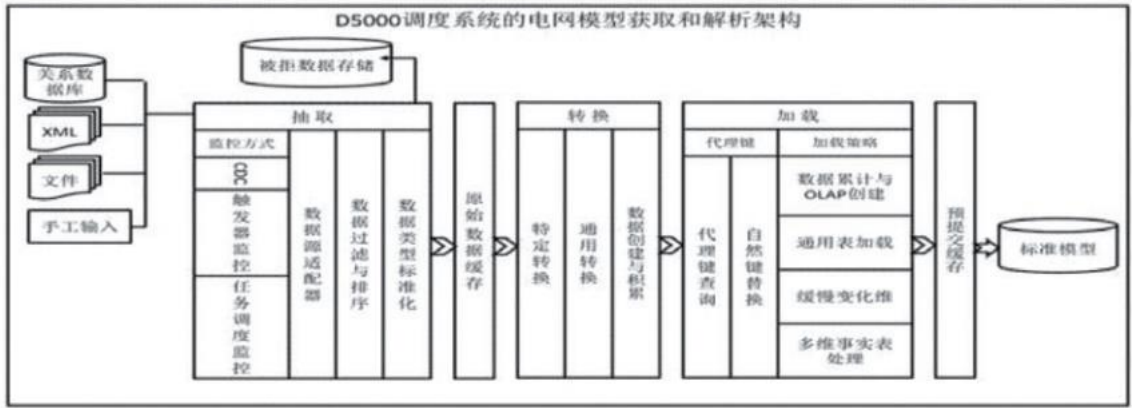 D5000调度系统的电网模型获取和解析架构
关系数
据库
XML
文件
手工输入
被拒数据存储
抽取
监控方式
CDC
触发器监控
任务调度监控
数据源适配器
数据过滤与排序
数据类型标准化
原始数据缓存
转换
特定转换
通用转换
数据创建与积累
加载
代理键
代理键查询
自然键替换
加载策略
数据累计与
OLAP创建
通用表加载
缓慢变化维
多维事实表
处理
预提交缓存
标准模型